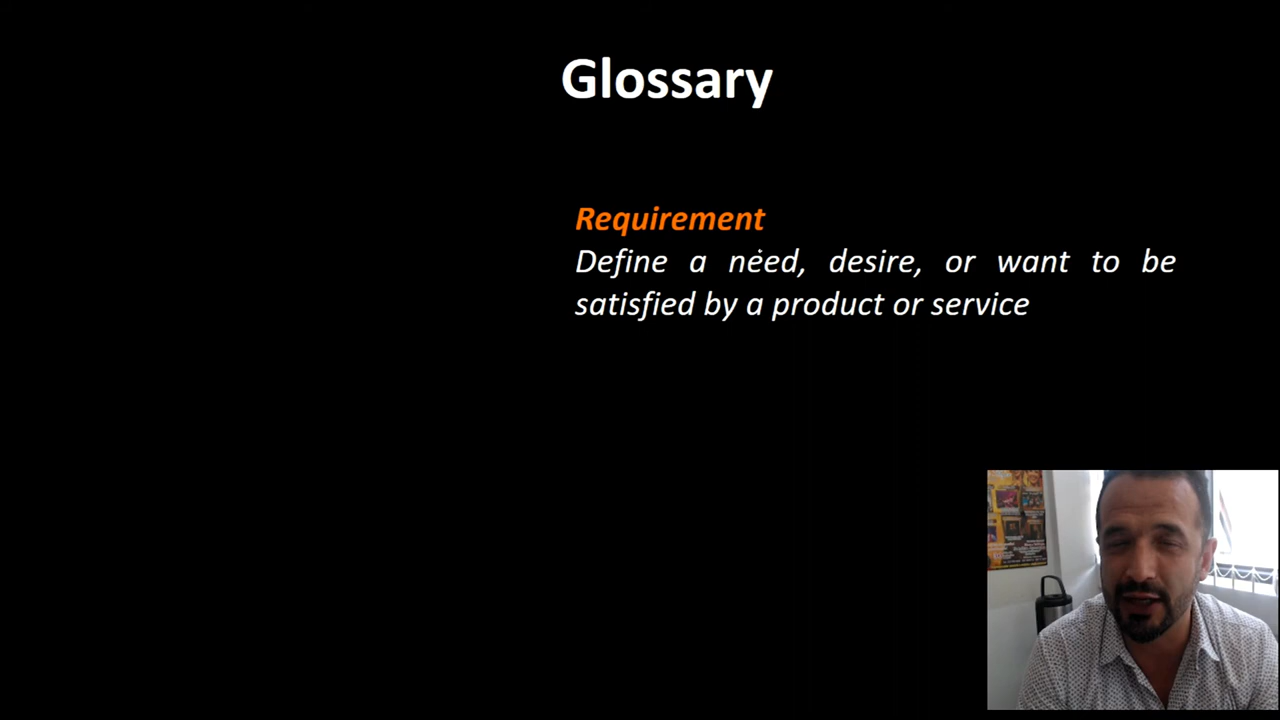 Glossary
Requirement
Define a need, desire, or want to be
satisfied by a product or service